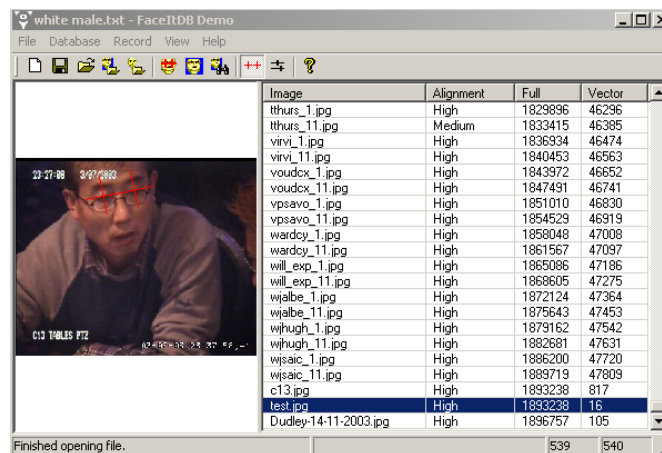 white male.txt - FaceItDB Demo
File Database Record View Help
Image Alignment Full Vector
tthurs_1.jpg High 1829896 46296
tthurs_11.jpg Medium 1833415 46385
virvi_1.jpg High 1836934 46474
virvi_11.jpg High 1840453 46563
voudcx_1.jpg High 1843972 46652
voudcx_11.jpg High 1847491 46741
vpsavo_1.jpg High 1851010 46830
vpsavo_11.jpg High 1854529 46919
wardcy_1.jpg High 1858048 47008
wardcy_11.jpg High 1861567 47097
will_exp_1.jpg High 1865086 47186
will_exp_11.jpg High 1868605 47275
wjalbe_1.jpg High 1872124 47364
wjalbe_11.jpg High 1875643 47453
wjhugh_1.jpg High 1879162 47542
wjhugh_11.jpg High 1882681 47631
wjsaic_1.jpg High 1886200 47720
wjsaic_11.jpg High 1889719 47809
c13.jpg High 1893238 817
test.jpg High 1893238 16
Dudley-14-11-2003.jpg High 1896757 105
23:27:08 3/07/2003
C13 TABLES PTZ
Finished opening file. 539 540